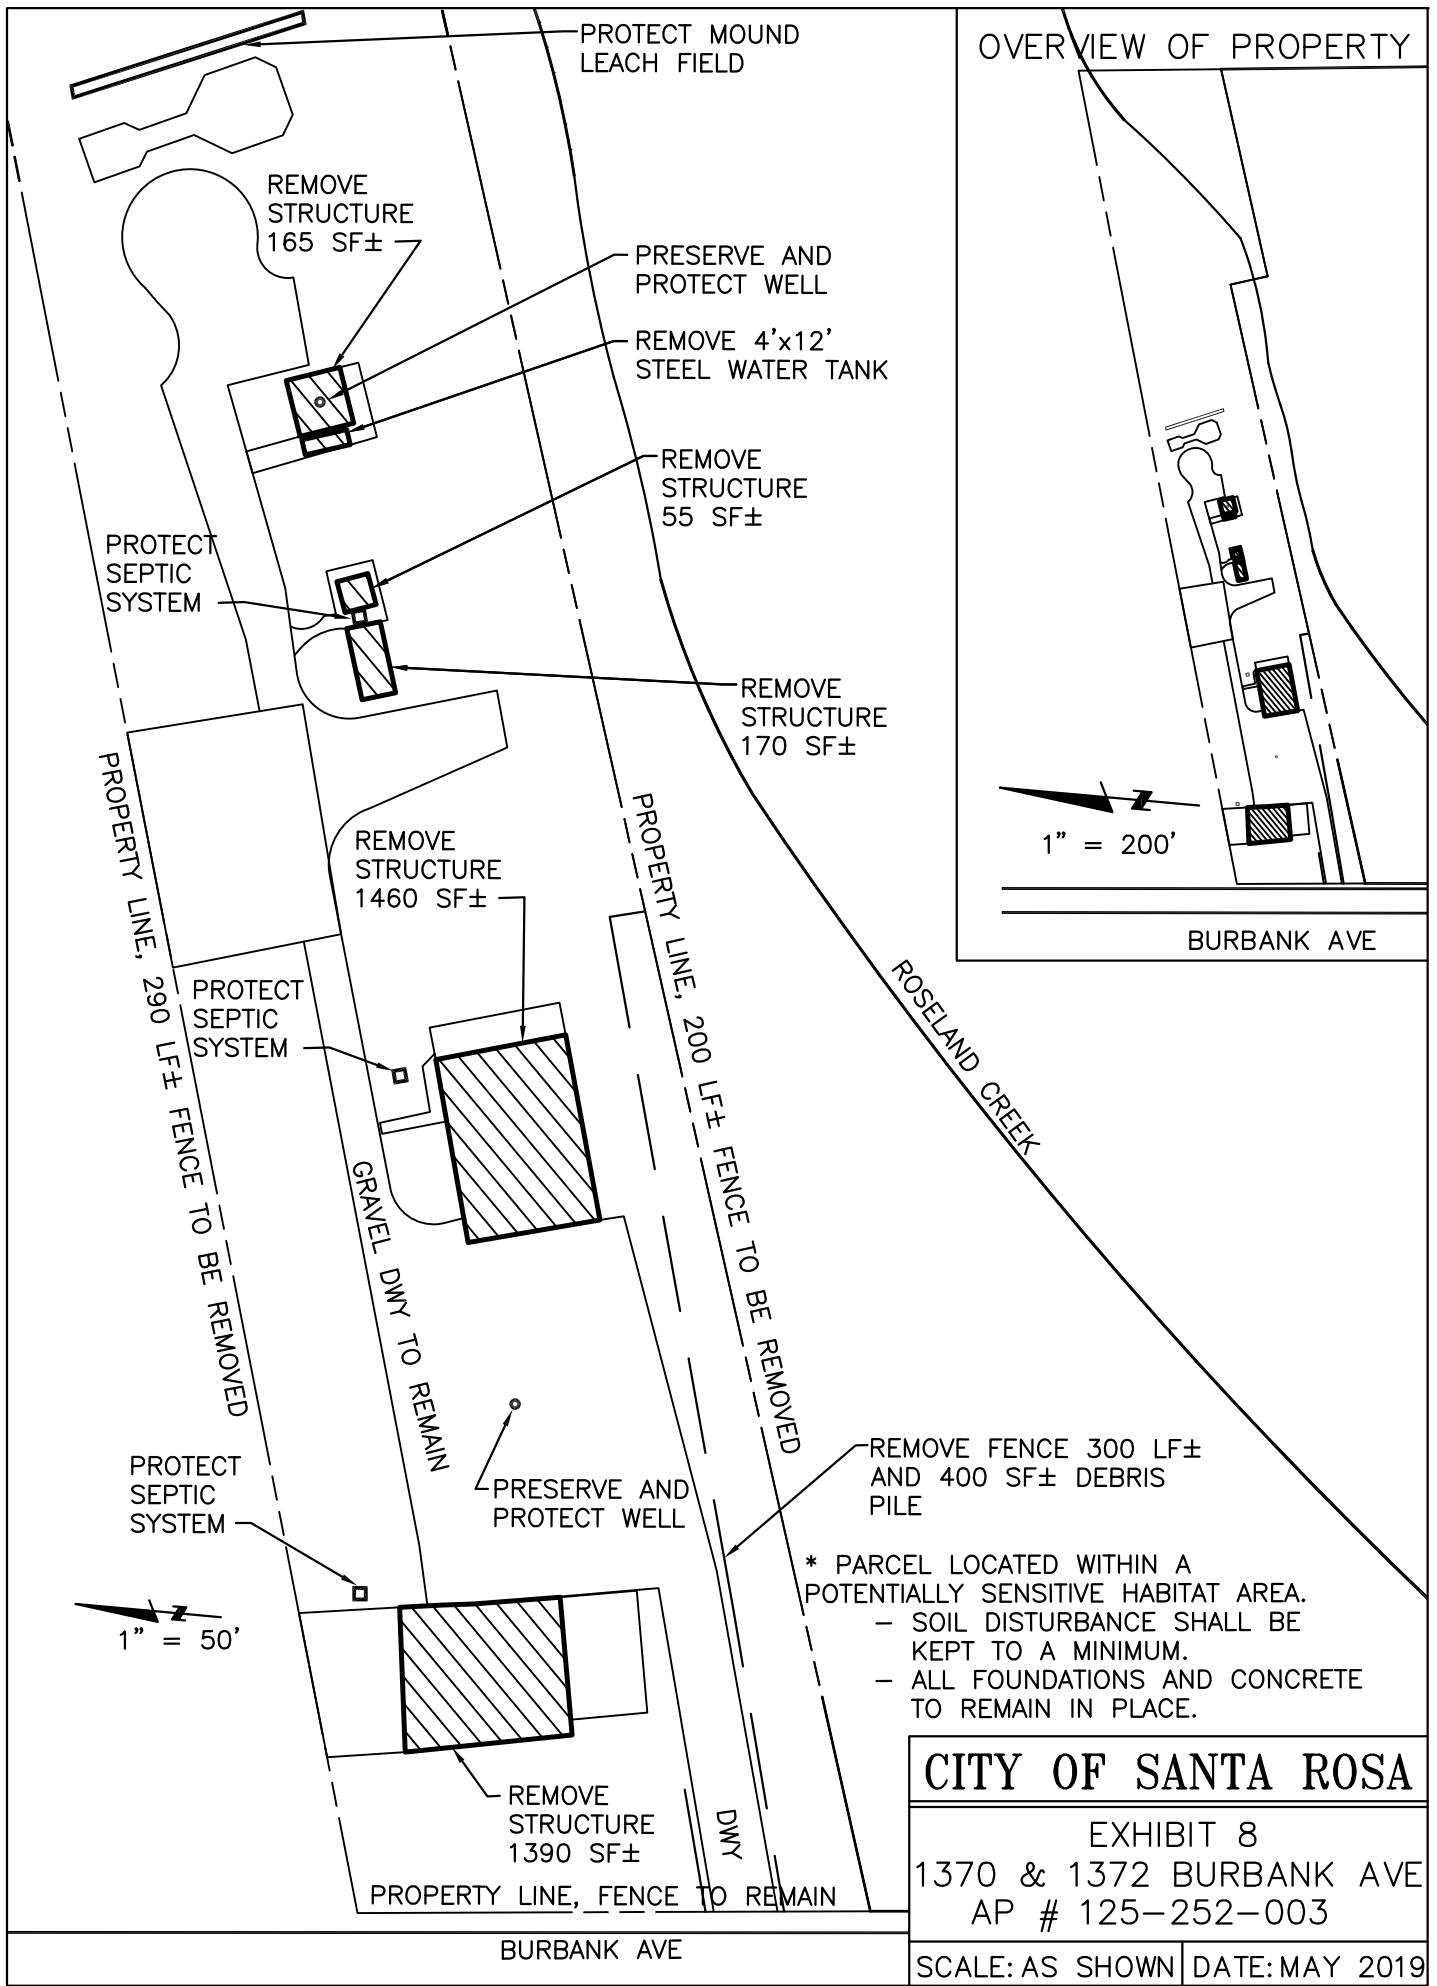 PROTECT MOUND
LEACH FIELD
OVERVIEW OF PROPERTY
REMOVE
STRUCTURE
165 SF±
PRESERVE AND
PROTECT WELL
REMOVE 4'x12'
STEEL WATER TANK
REMOVE
STRUCTURE
55 SF±
PROTECT
SEPTIC
SYSTEM
REMOVE
STRUCTURE
170 SF±
PROPERTY LINE, 290 LF± FENCE TO BE REMOVED
PROPERTY LINE, 200 LF± FENCE TO BE REMOVED
REMOVE
STRUCTURE
1460 SF±
Z
1" = 200'
BURBANK AVE
ROSELAND CREEK
PROTECT
SEPTIC
SYSTEM
GRAVEL DWY TO REMAIN
PROTECT
SEPTIC
SYSTEM
PRESERVE AND
PROTECT WELL
REMOVE FENCE 300 LF±
AND 400 SF± DEBRIS
PILE
* PARCEL LOCATED WITHIN A
POTENTIALLY SENSITIVE HABITAT AREA.
– SOIL DISTURBANCE SHALL BE
KEPT TO A MINIMUM.
– ALL FOUNDATIONS AND CONCRETE
TO REMAIN IN PLACE.
Z
1" = 50'
REMOVE
STRUCTURE
1390 SF±
DWY
PROPERTY LINE, FENCE TO REMAIN
BURBANK AVE
CITY OF SANTA ROSA
EXHIBIT 8
1370 & 1372 BURBANK AVE
AP # 125-252-003
SCALE: AS SHOWN
DATE: MAY 2019